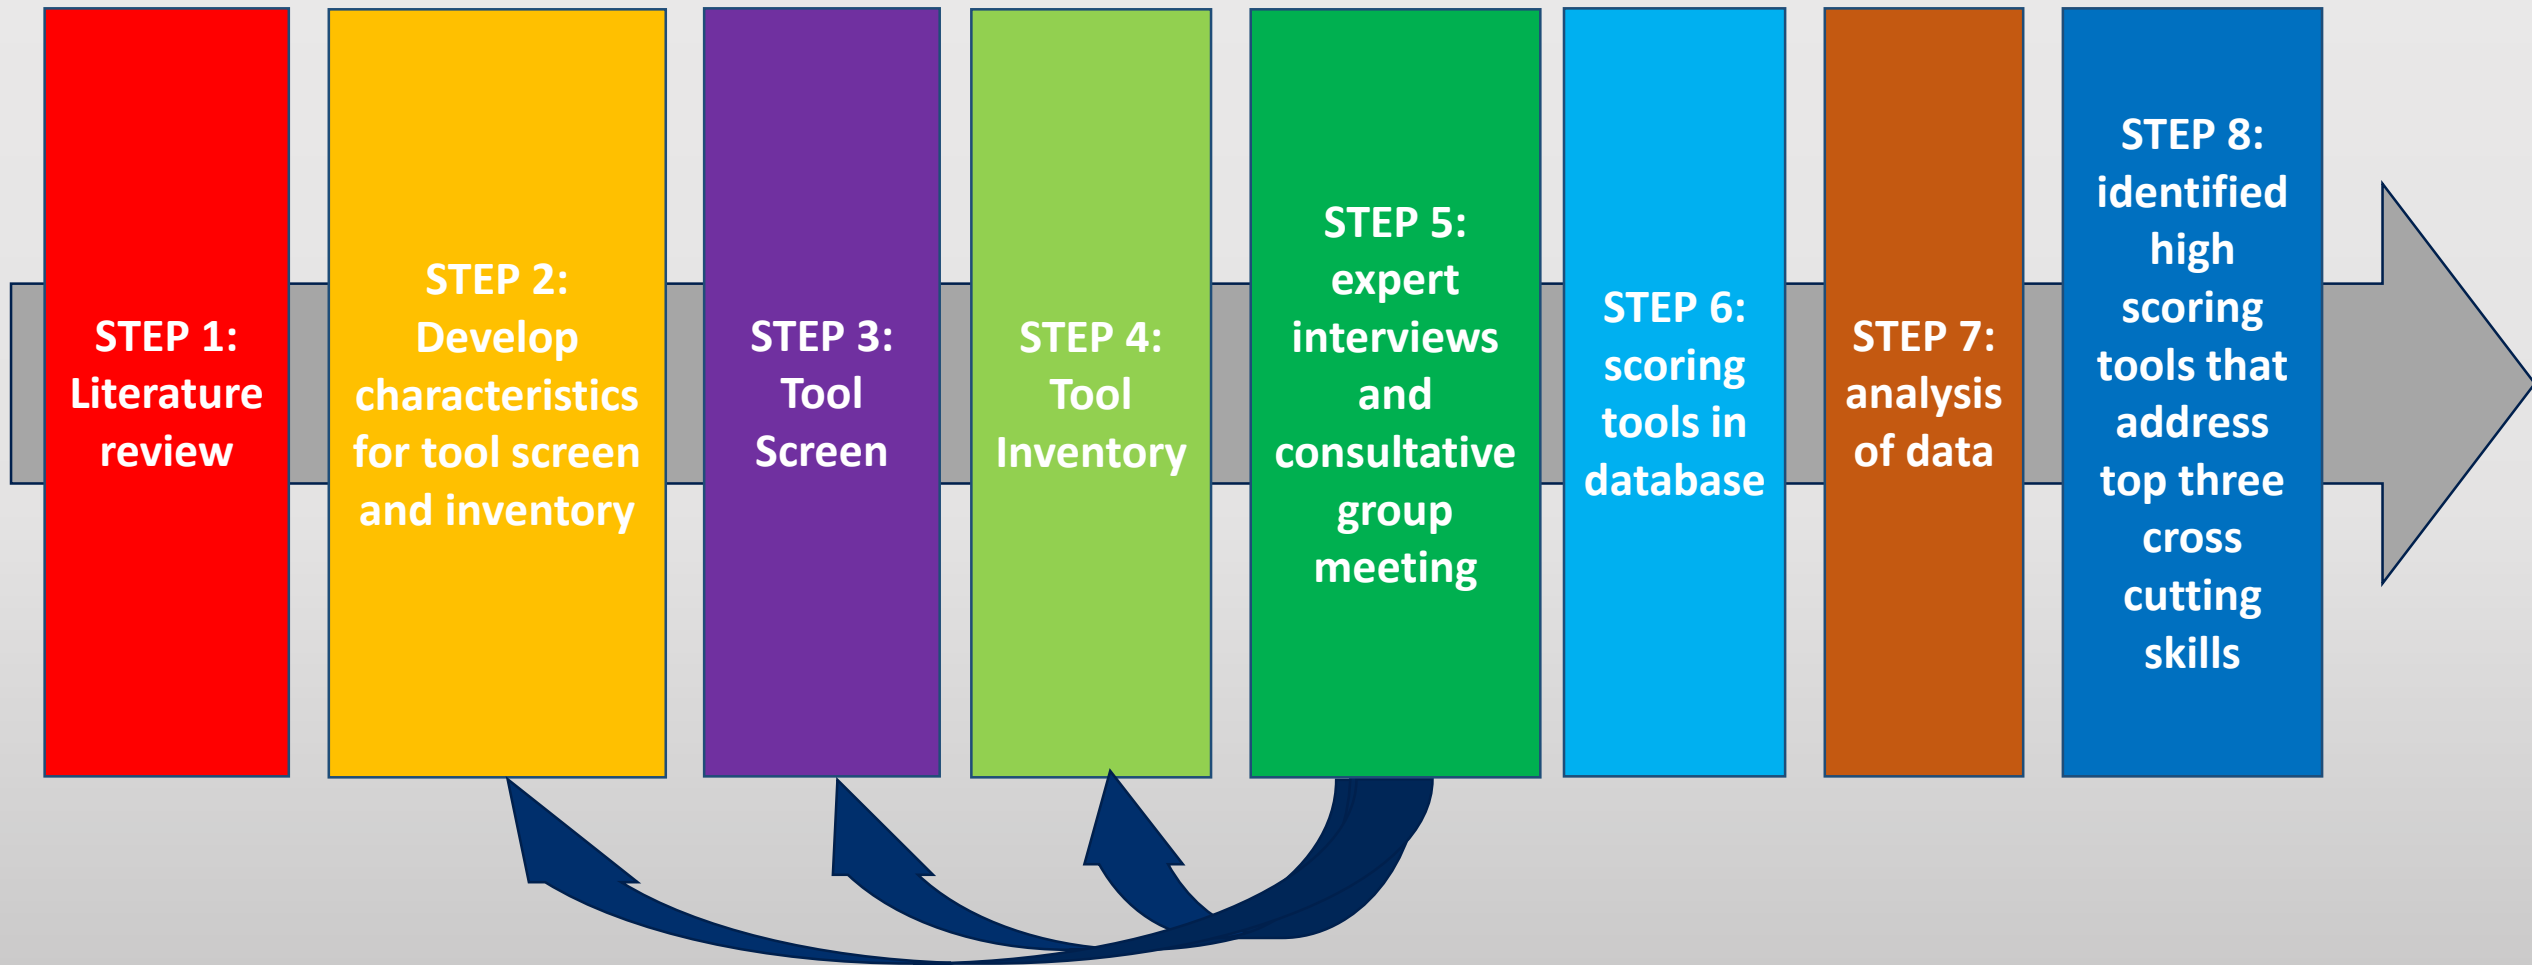 STEP 1:
Literature
review
STEP 2:
Develop
characteristics
for tool screen
and inventory
STEP 3:
Tool
Screen
STEP 4:
Tool
Inventory
STEP 5:
expert
interviews
and
consultative
group
meeting
STEP 6:
scoring
tools in
database
STEP 7:
analysis
of data
STEP 8:
identified
high
scoring
tools that
address
top three
cross
cutting
skills